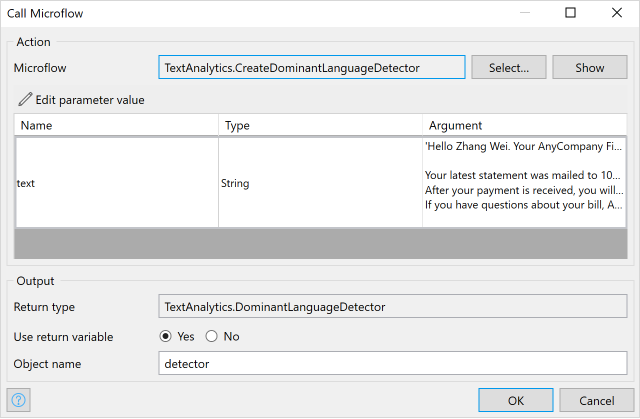 Call Microflow
Action
Microflow TextAnalytics.CreateDominantLanguageDetector Select... Show
Edit parameter value
Name Type Argument
text String 'Hello Zhang Wei. Your AnyCompany Fi...
Your latest statement was mailed to 10...
After your payment is received, you will...
If you have questions about your bill, A...
Output
Return type TextAnalytics.DominantLanguageDetector
Use return variable Yes No
Object name detector
OK Cancel